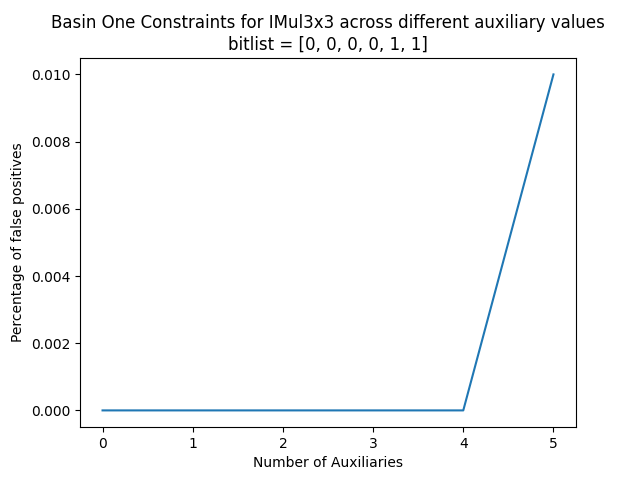 Basin One Constraints for IMul3x3 across different auxiliary values
bitlist = [0, 0, 0, 0, 1, 1]
Percentage of false positives
0.010
0.008
0.006
0.004
0.002
0.000
0 1 2 3 4 5
Number of Auxiliaries